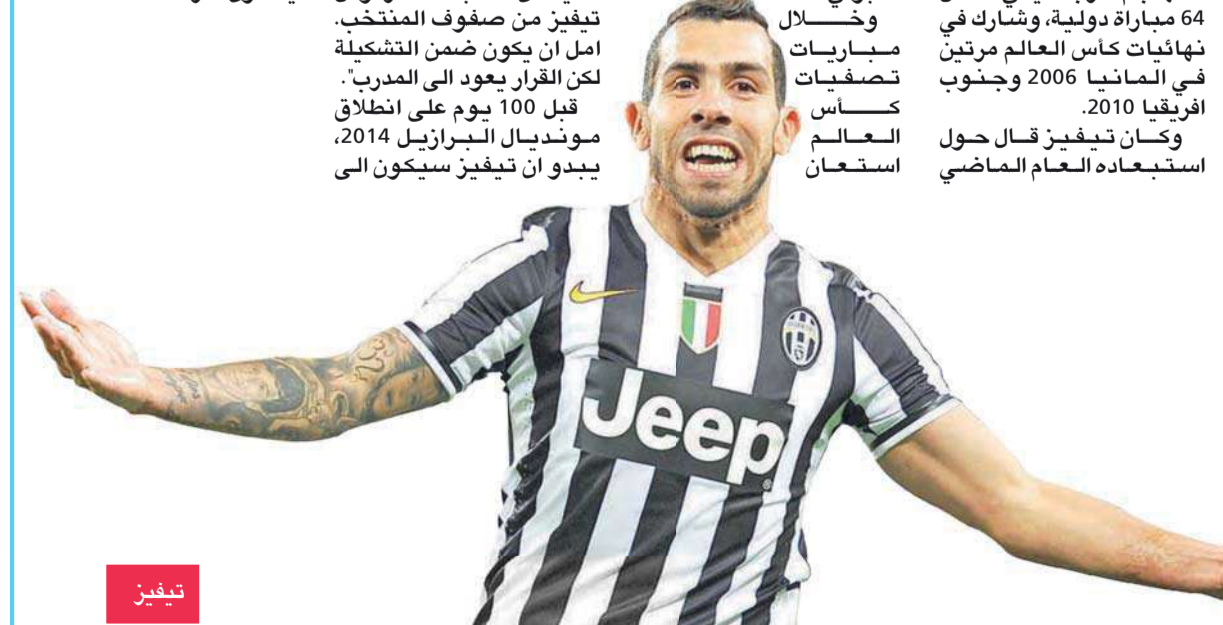 64 مباراة دولية، وشارك في
نهائيات كأس العالم مرتين
في المانيا 2006 وجنوب
افريقيا 2010.
وكان تيفيز قال حول
استبعاده العام الماضي
وخلال
مباريات
تصفيات
كأس
العالم
استعان
تيفيز من صفوف المنتخب.
امل ان يكون ضمن التشكيلة
لكن القرار يعود الى المدرب".
قبل 100 يوم على انطلاق
مونديال البرازيل 2014،
يبدو ان تيفيز سيكون الى
Jeep
تيفيز